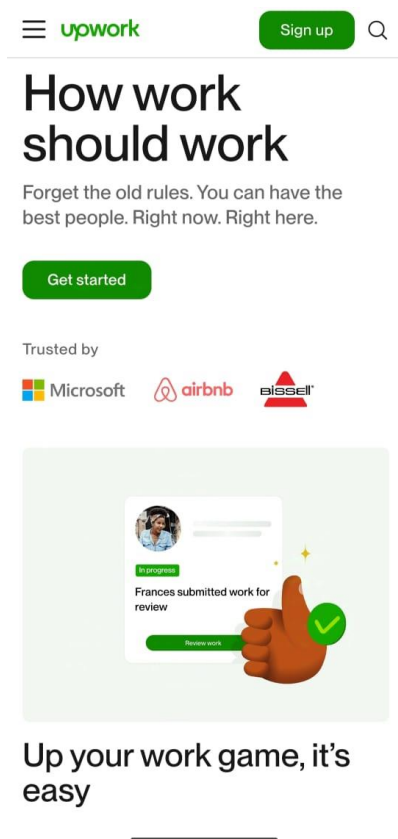 upwork
Sign up
How work
should work
Forget the old rules. You can have the
best people. Right now. Right here.
Get started
Trusted by
Microsoft
airbnb
BISSELL
In progress
Frances submitted work for
review
Review work
Up your work game, it's
easy